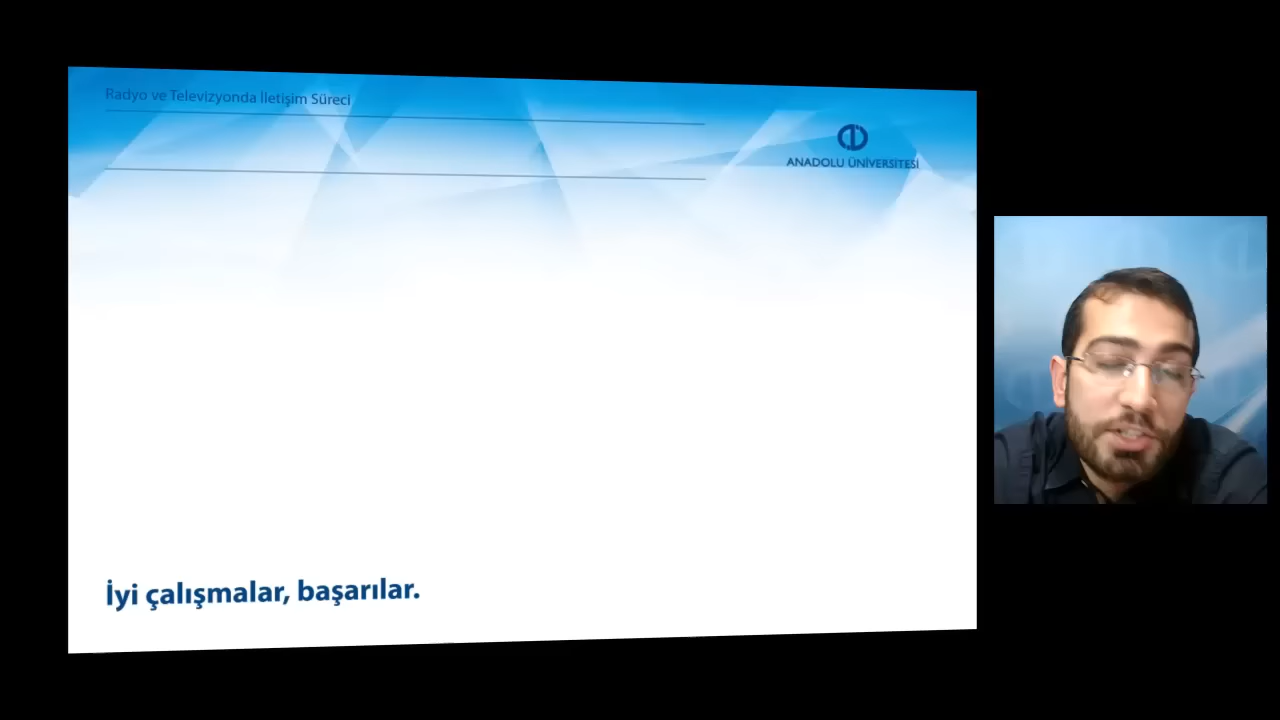 Radyo ve Televizyonda İletişim Süreci
ANADOLU ÜNİVERSİTESİ
İyi çalışmalar, başarılar.